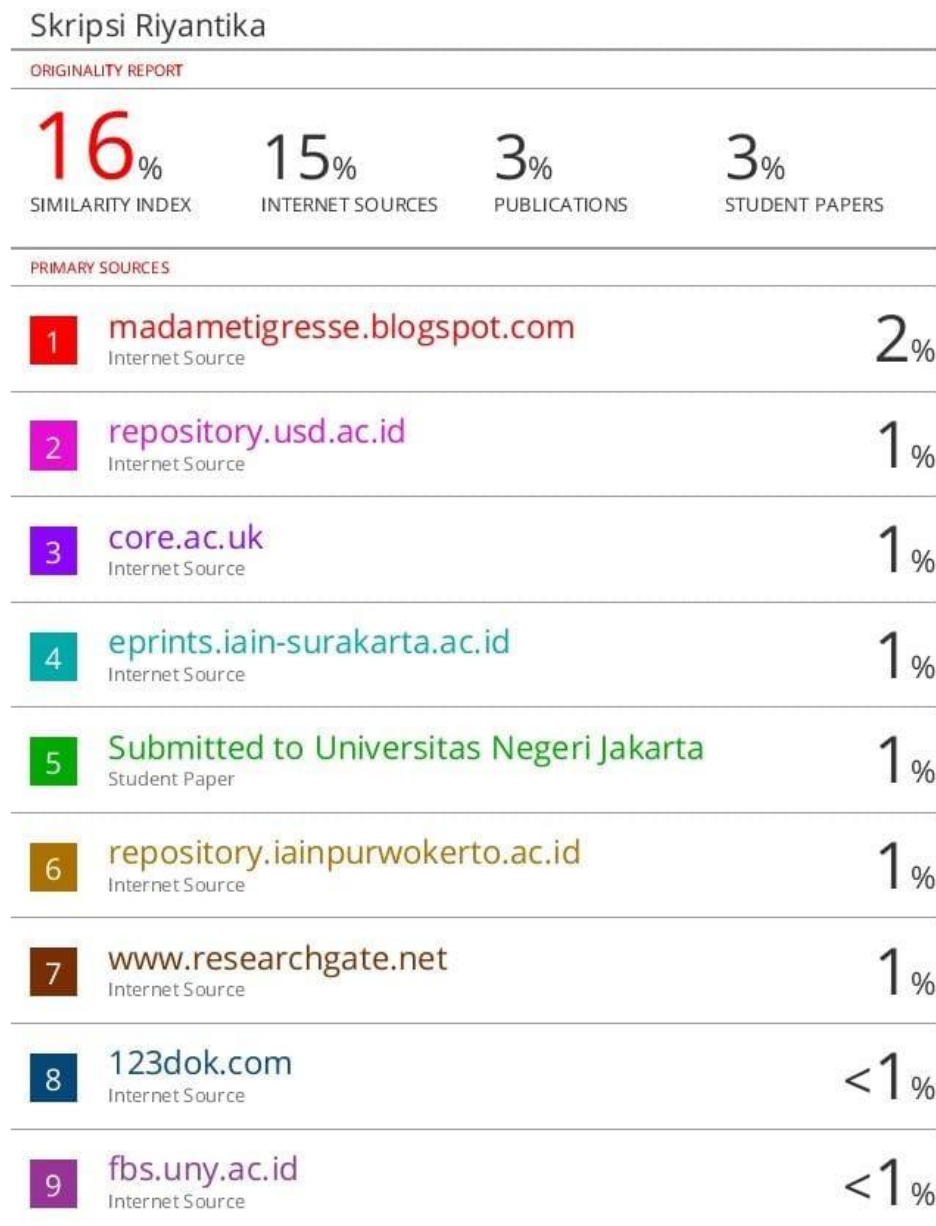 Skripsi Riyantika
ORIGINALITY REPORT
16% 15% 3% 3%
SIMILARITY INDEX INTERNET SOURCES PUBLICATIONS STUDENT PAPERS
PRIMARY SOURCES
1 madametigresse.blogspot.com 2%
Internet Source
2 repository.usd.ac.id 1%
Internet Source
3 core.ac.uk 1%
Internet Source
4 eprints.iain-surakarta.ac.id 1%
Internet Source
5 Submitted to Universitas Negeri Jakarta 1%
Student Paper
6 repository.iainpurwokerto.ac.id 1%
Internet Source
7 www.researchgate.net 1%
Internet Source
8 123dok.com <1%
Internet Source
9 fbs.uny.ac.id <1%
Internet Source